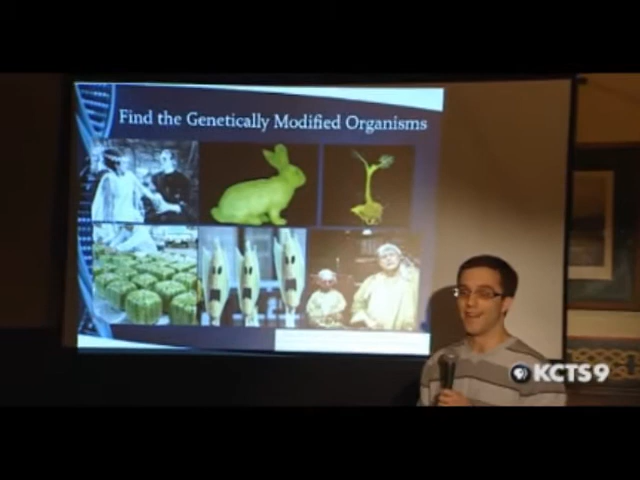 Find the Genetically Modified Organisms
KCTS9